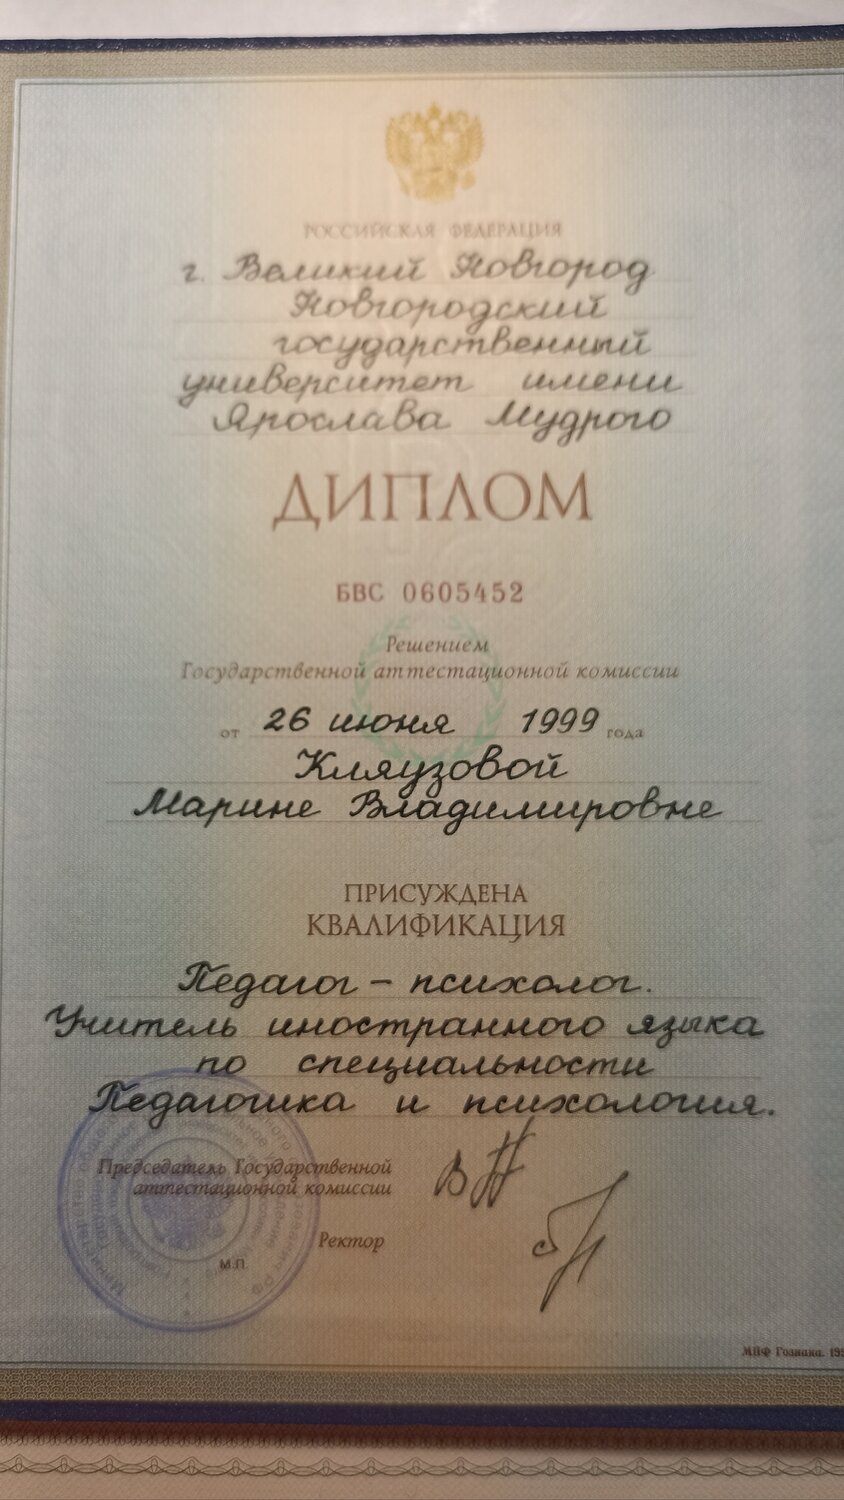 РОССИЙСКАЯ ФЕДЕРАЦИЯ
г. Великий Новгород
Новгородский
государственный
университет имени
Ярослава Мудрого
ДИПЛОМ
БВС 0605452
Решением
Государственной аттестационной комиссии
от 26 июня 1999 года
Кляузовой
Марине Владимировне
ПРИСУЖДЕНА
КВАЛИФИКАЦИЯ
Педагог – психолог.
Учитель иностранного языка
по специальности
Педагогика и психология.
Председатель Государственной
аттестационной комиссии
Ректор
М.П.
МПФ Гознака.